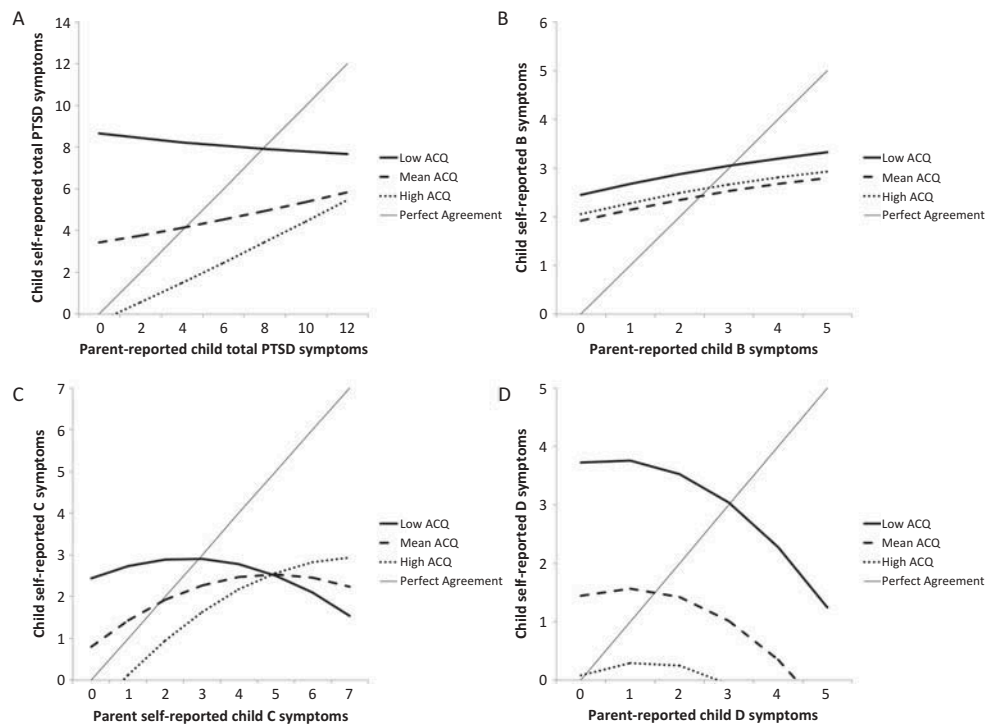 A
Child self-reported total PTSD symptoms
14
12
10
8
6
4
2
0
0 2 4 6 8 10 12
Parent-reported child total PTSD symptoms
Low ACQ
Mean ACQ
High ACQ
Perfect Agreement
B
Child self-reported B symptoms
6
5
4
3
2
1
0
0 1 2 3 4 5
Parent-reported child B symptoms
Low ACQ
Mean ACQ
High ACQ
Perfect Agreement
C
Child self-reported C symptoms
7
6
5
4
3
2
1
0
0 1 2 3 4 5 6 7
Parent self-reported child C symptoms
Low ACQ
Mean ACQ
High ACQ
Perfect Agreement
D
Child self-reported D symptoms
5
4
3
2
1
0
0 1 2 3 4 5
Parent-reported child D symptoms
Low ACQ
Mean ACQ
High ACQ
Perfect Agreement